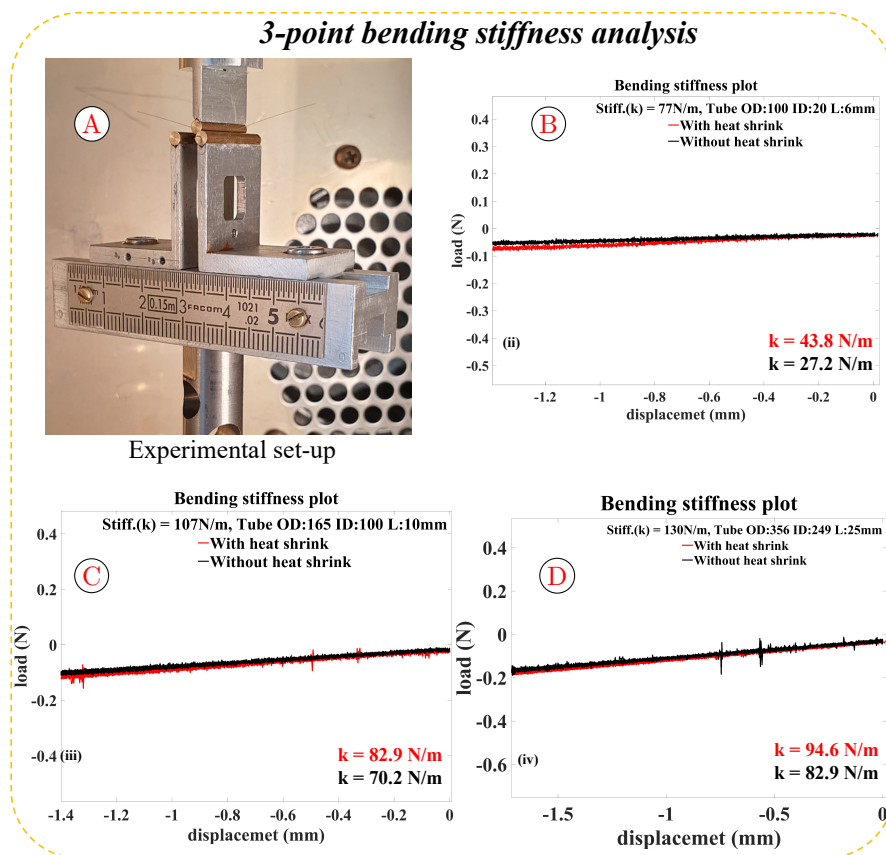 3-point bending stiffness analysis
A
1
2
0.15m
3
FACOM
4
1021
.02
5
Experimental set-up
Bending stiffness plot
Stiff.(k) = 77N/m, Tube OD:100 ID:20 L:6mm
With heat shrink
Without heat shrink
B
0.4
0.3
0.2
0.1
0
-0.1
-0.2
-0.3
-0.4
-0.5
load (N)
(ii)
k = 43.8 N/m
k = 27.2 N/m
-1.2 -1 -0.8 -0.6 -0.4 -0.2 0
displacemet (mm)
Bending stiffness plot
Stiff.(k) = 107N/m, Tube OD:165 ID:100 L:10mm
With heat shrink
Without heat shrink
C
0.4
0.2
0
-0.2
-0.4
load (N)
(iii)
k = 82.9 N/m
k = 70.2 N/m
-1.4 -1.2 -1 -0.8 -0.6 -0.4 -0.2 0
displacemet (mm)
Bending stiffness plot
Stiff.(k) = 130N/m, Tube OD:356 ID:249 L:25mm
With heat shrink
Without heat shrink
D
0.4
0.2
0
-0.2
-0.4
-0.6
load (N)
(iv)
k = 94.6 N/m
k = 82.9 N/m
-1.5 -1 -0.5 0
displacemet (mm)